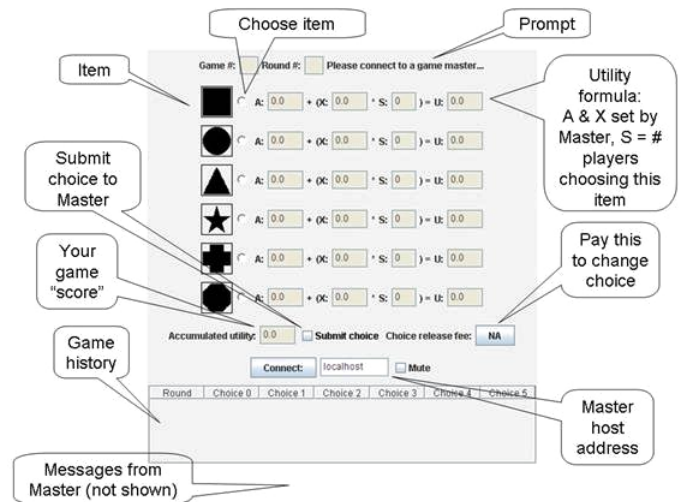 Choose item
Prompt
Game #: Round #: Please connect to a game master...
Item
A: 0.0 + (X: 0.0 * S: 0 ) = U: 0.0
Utility
formula:
A & X set by
Master, S = #
players
choosing this
item
A: 0.0 + (X: 0.0 * S: 0 ) = U: 0.0
Submit
choice to
Master
A: 0.0 + (X: 0.0 * S: 0 ) = U: 0.0
A: 0.0 + (X: 0.0 * S: 0 ) = U: 0.0
Your
game
“score”
Pay this
to change
choice
A: 0.0 + (X: 0.0 * S: 0 ) = U: 0.0
A: 0.0 + (X: 0.0 * S: 0 ) = U: 0.0
Accumulated utility: 0.0 Submit choice Choice release fee: NA
Game
history
Connect: localhost Mute
Round Choice 0 Choice 1 Choice 2 Choice 3 Choice 4 Choice 5
Master
host
address
Messages from
Master (not shown)